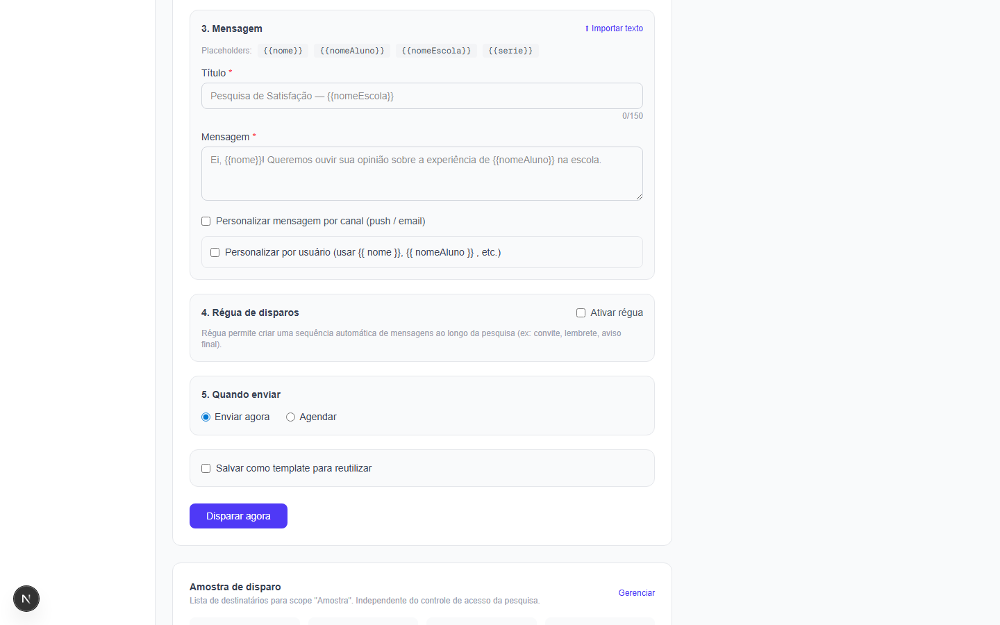 3. Mensagem
⬆ Importar texto
Placeholders: {{nome}} {{nomeAluno}} {{nomeEscola}} {{serie}}
Título *
Pesquisa de Satisfação — {{nomeEscola}}
0/150
Mensagem *
Ei, {{nome}}! Queremos ouvir sua opinião sobre a experiência de {{nomeAluno}} na escola.
Personalizar mensagem por canal (push / email)
Personalizar por usuário (usar {{ nome }}, {{ nomeAluno }} , etc.)
4. Régua de disparos
Ativar régua
Régua permite criar uma sequência automática de mensagens ao longo da pesquisa (ex: convite, lembrete, aviso
final).
5. Quando enviar
Enviar agora
Agendar
Salvar como template para reutilizar
Disparar agora
Amostra de disparo
Lista de destinatários para scope "Amostra". Independente do controle de acesso da pesquisa.
Gerenciar
N